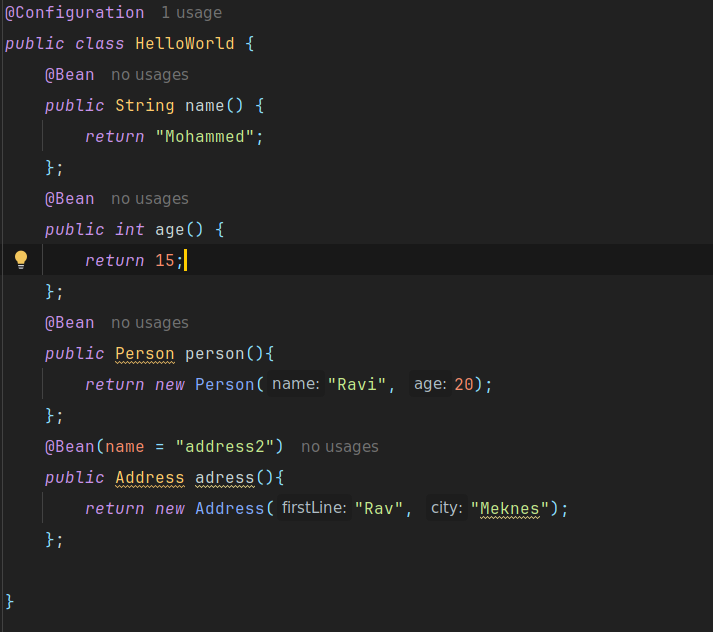 @Configuration 1 usage
public class HelloWorld {
    @Bean no usages
    public String name() {
        return "Mohammed";
    };
    @Bean no usages
    public int age() {
        return 15;
    };
    @Bean no usages
    public Person person(){
        return new Person( name: "Ravi", age: 20);
    };
    @Bean(name = "address2") no usages
    public Address adress(){
        return new Address( firstLine: "Rav", city: "Meknes");
    };
}